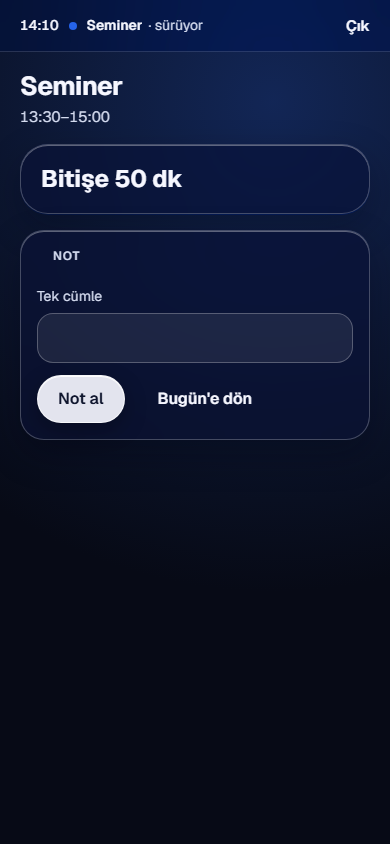 14:10 Seminer · sürüyor Çık
Seminer
13:30–15:00
Bitişe 50 dk
NOT
Tek cümle
Not al Bugün'e dön